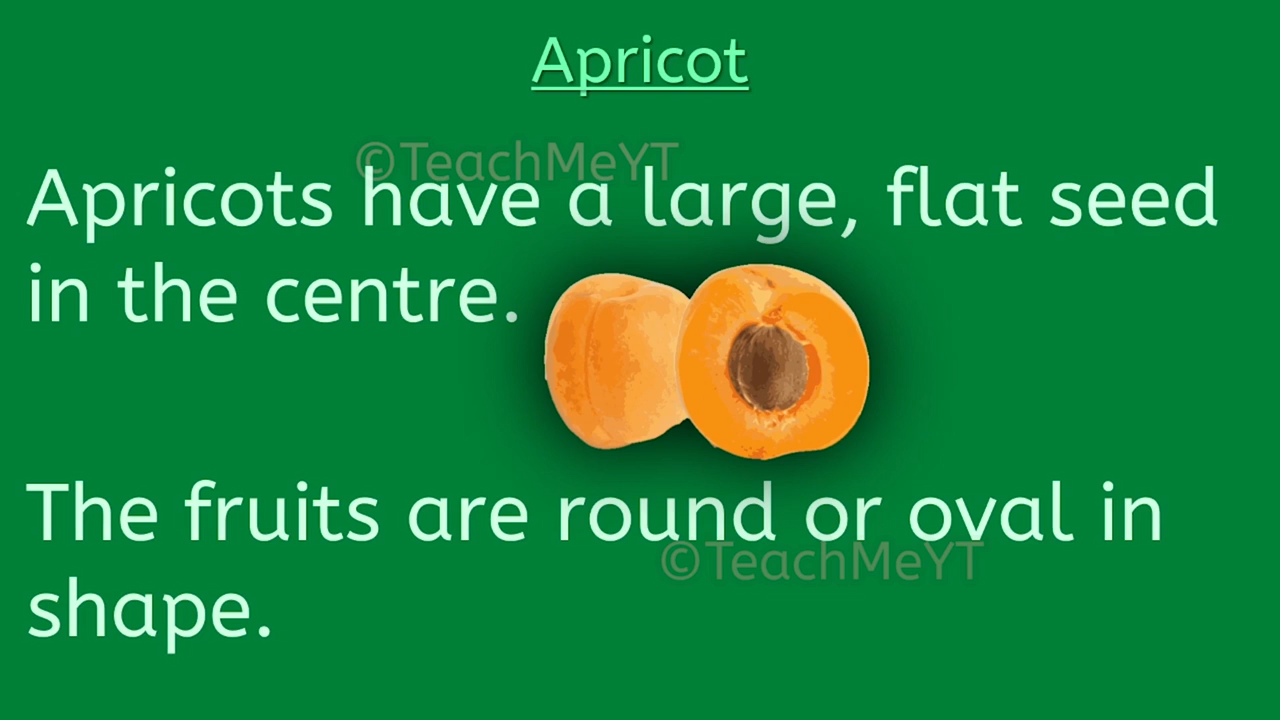 Apricot
©TeachMeYT
Apricots have a large, flat seed
in the centre.
The fruits are round or oval in
©TeachMeYT
shape.